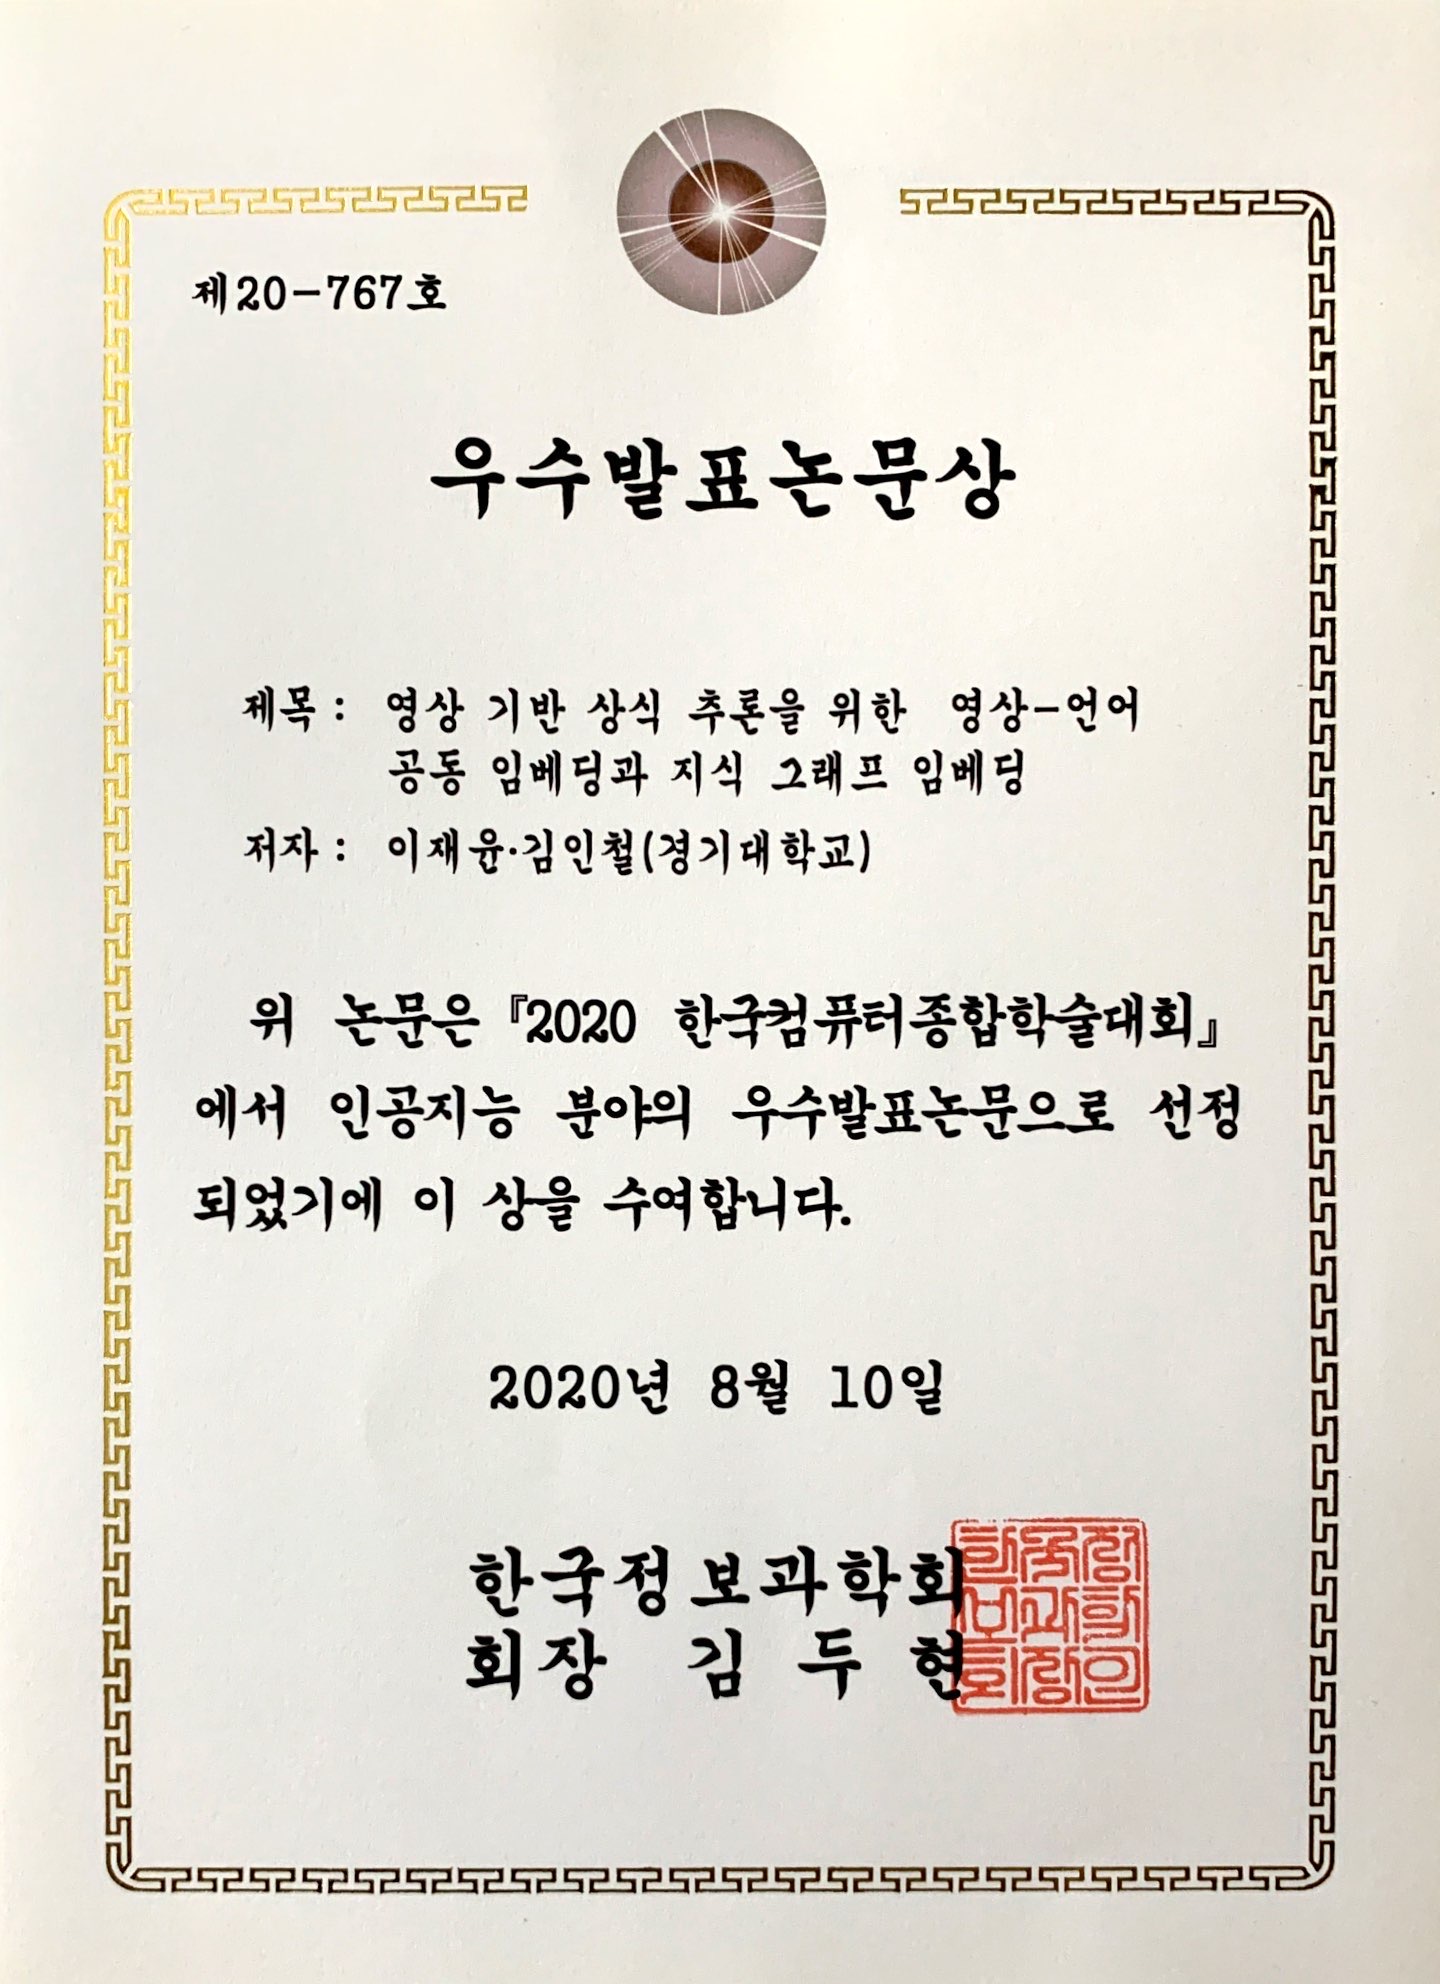 제20-767호
우수발표논문상
제목: 영상 기반 상식 추론을 위한 영상-언어
공동 임베딩과 지식 그래프 임베딩
저자: 이재윤·김인철(경기대학교)
위 논문은 『2020 한국컴퓨터종합학술대회』
에서 인공지능 분야의 우수발표논문으로 선정
되었기에 이 상을 수여합니다.
2020년 8월 10일
한국정보과학회
회장 김두현
한국정
보과학
회장인